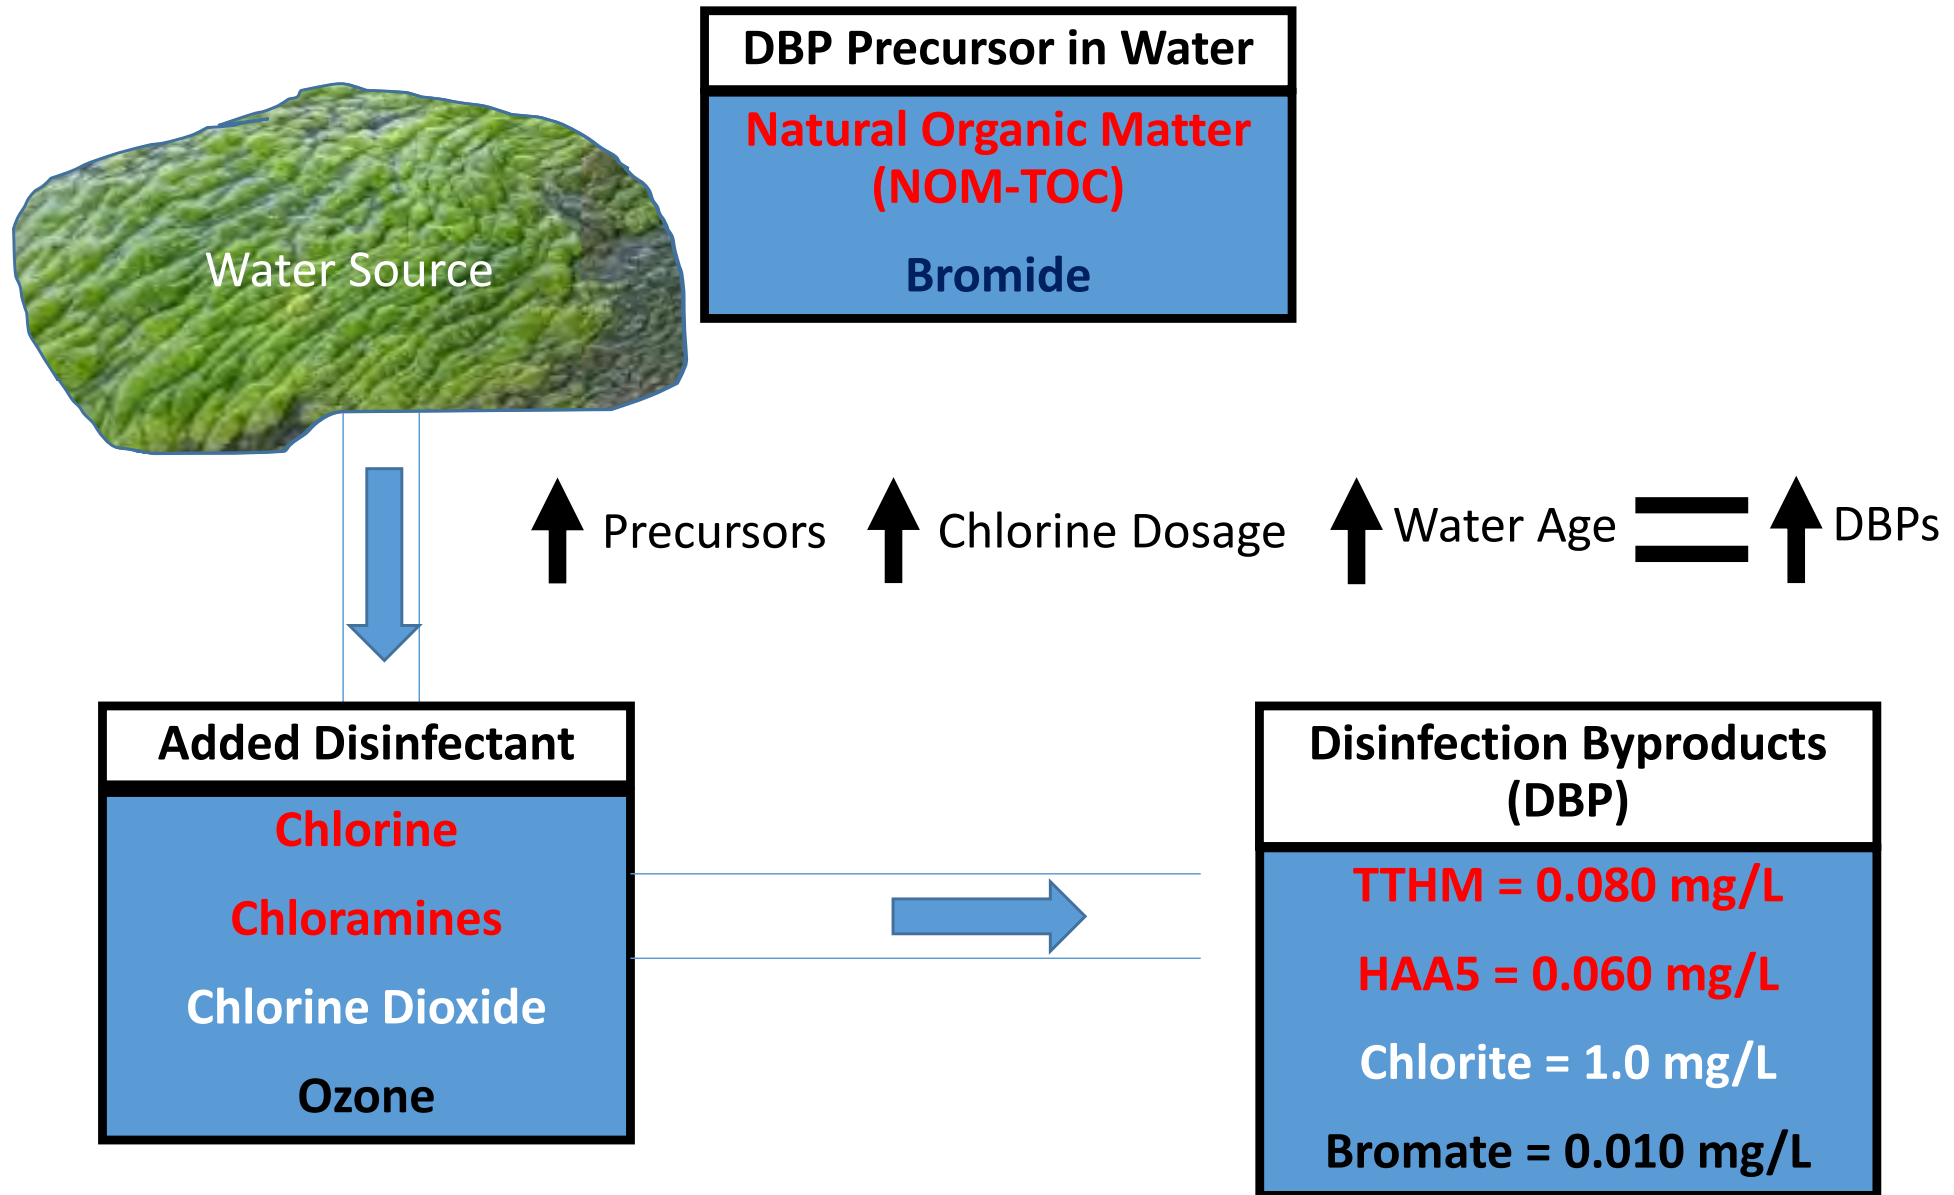 DBP Precursor in Water
Natural Organic Matter
(NOM-TOC)
Bromide
Water Source
Precursors
Chlorine Dosage
Water Age
DBPs
Added Disinfectant
Chlorine
Chloramines
Chlorine Dioxide
Ozone
Disinfection Byproducts
(DBP)
TTHM = 0.080 mg/L
HAA5 = 0.060 mg/L
Chlorite = 1.0 mg/L
Bromate = 0.010 mg/L